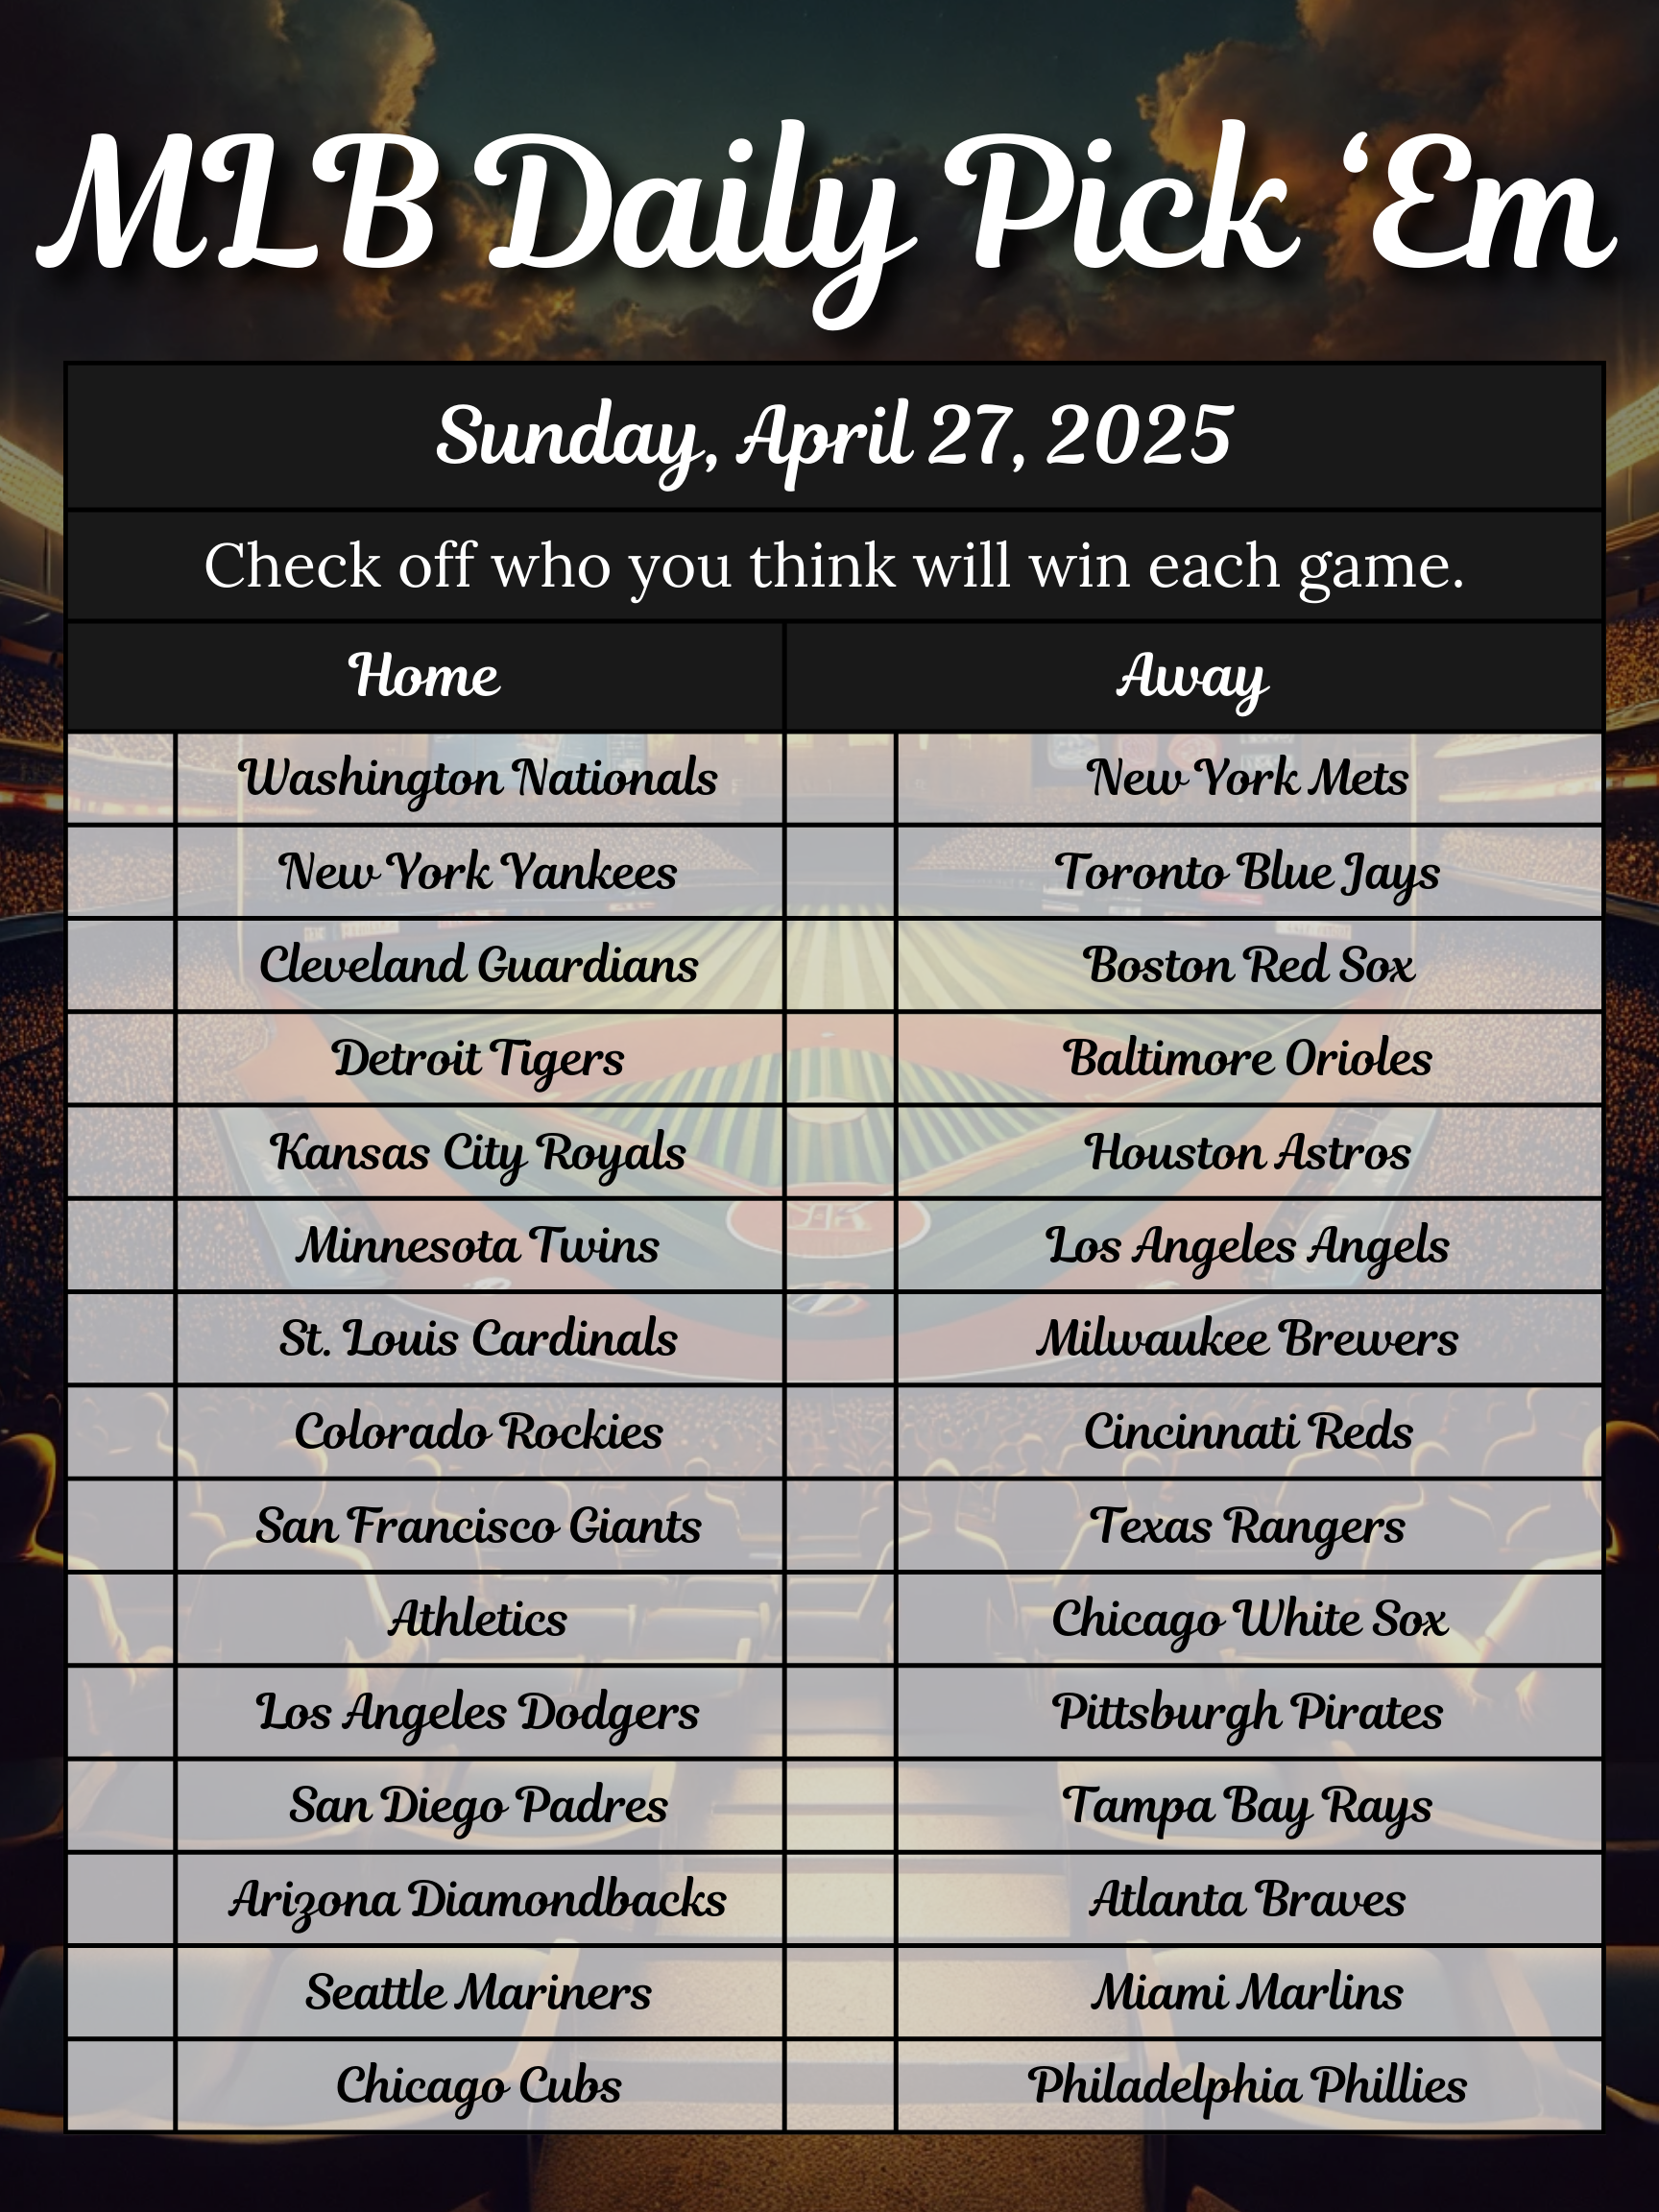 MLB Daily Pick ‘Em
Sunday, April 27, 2025
Check off who you think will win each game.
Home Away
Washington Nationals New York Mets
New York Yankees Toronto Blue Jays
Cleveland Guardians Boston Red Sox
Detroit Tigers Baltimore Orioles
Kansas City Royals Houston Astros
Minnesota Twins Los Angeles Angels
St. Louis Cardinals Milwaukee Brewers
Colorado Rockies Cincinnati Reds
San Francisco Giants Texas Rangers
Athletics Chicago White Sox
Los Angeles Dodgers Pittsburgh Pirates
San Diego Padres Tampa Bay Rays
Arizona Diamondbacks Atlanta Braves
Seattle Mariners Miami Marlins
Chicago Cubs Philadelphia Phillies